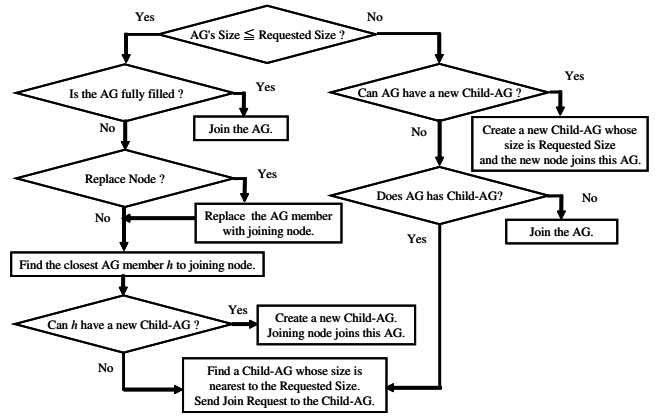 Yes
No
AG's Size ≦ Requested Size ?
Is the AG fully filled ?
Yes
Can AG have a new Child-AG ?
Yes
No
Join the AG.
No
Create a new Child-AG whose
size is Requested Size
and the new node joins this AG.
Replace Node ?
Yes
Does AG has Child-AG?
No
No
Replace the AG member
with joining node.
Join the AG.
Yes
Find the closest AG member h to joining node.
Can h have a new Child-AG ?
Yes
Create a new Child-AG.
Joining node joins this AG.
No
Find a Child-AG whose size is
nearest to the Requested Size.
Send Join Request to the Child-AG.